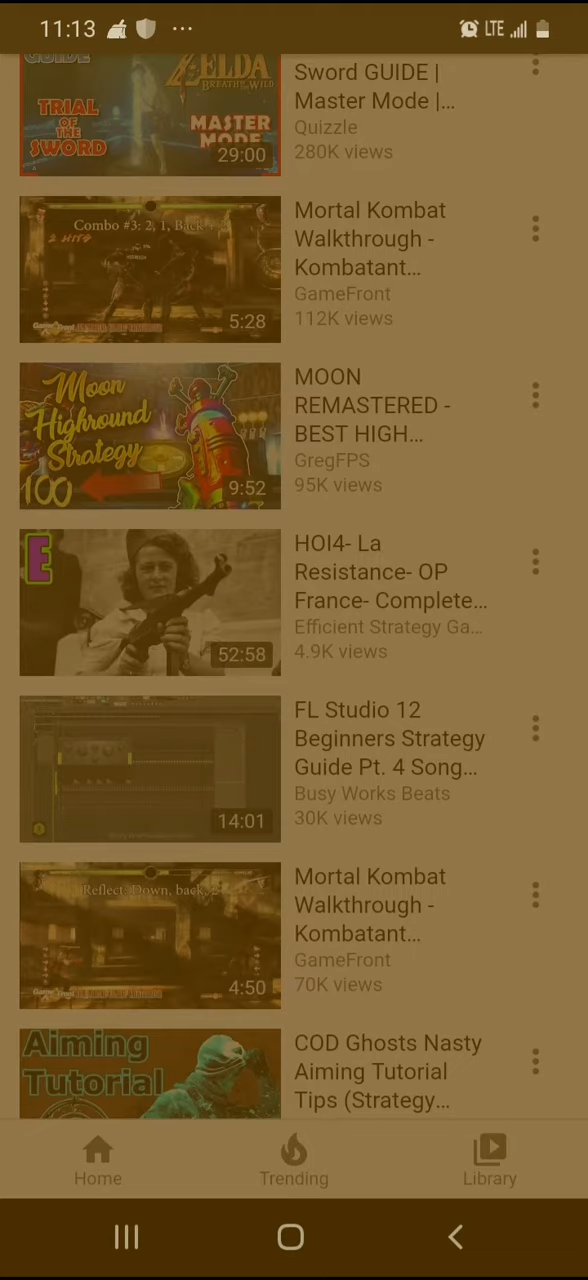 11:13
LTE
GUIDE
ZELDA
BREATH WILD
TRIAL
OF
THE
SWORD
MASTER
MODE
29:00
Sword GUIDE |
Master Mode |...
Quizzle
280K views
Combo #3: 2, 1, Back
5:28
Mortal Kombat
Walkthrough -
Kombatant...
GameFront
112K views
Moon
Highround
Strategy
100
9:52
MOON
REMASTERED -
BEST HIGH...
GregFPS
95K views
E
52:58
HOI4- La
Resistance- OP
France- Complete...
Efficient Strategy Ga...
4.9K views
14:01
FL Studio 12
Beginners Strategy
Guide Pt. 4 Song...
Busy Works Beats
30K views
Reflect: Down, back,
4:50
Mortal Kombat
Walkthrough -
Kombatant...
GameFront
70K views
Aiming
Tutorial
COD Ghosts Nasty
Aiming Tutorial
Tips (Strategy...
Home
Trending
Library